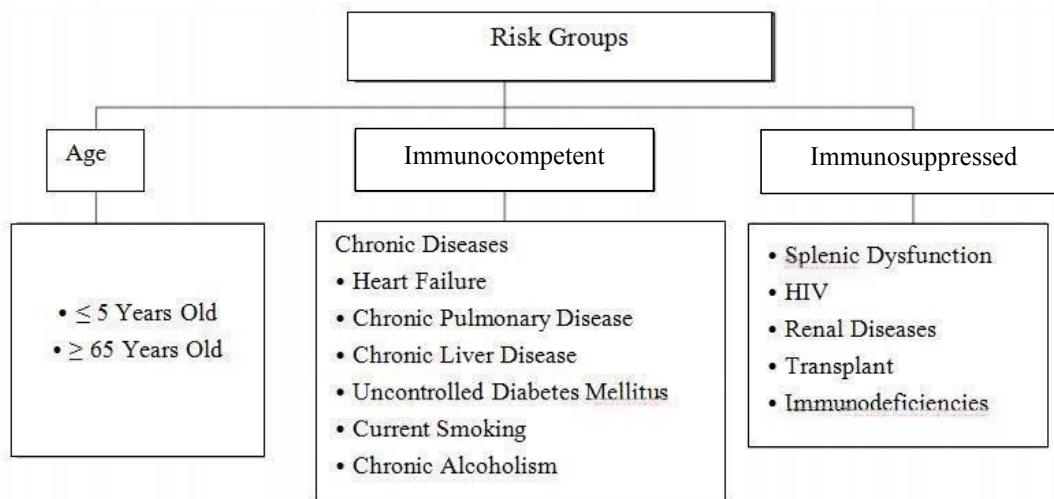 Risk Groups
Age
Immunocompetent
Immunosuppressed
• ≤ 5 Years Old
• ≥ 65 Years Old
Chronic Diseases
• Heart Failure
• Chronic Pulmonary Disease
• Chronic Liver Disease
• Uncontrolled Diabetes Mellitus
• Current Smoking
• Chronic Alcoholism
• Splenic Dysfunction
• HIV
• Renal Diseases
• Transplant
• Immunodeficiencies